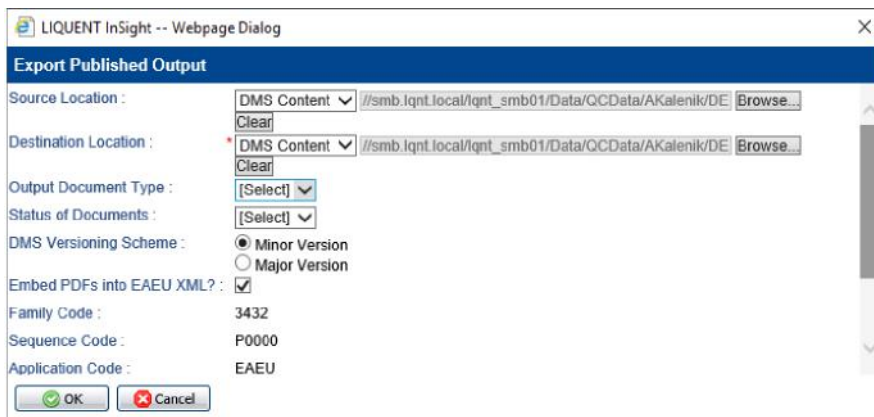 LIQUENT InSight -- Webpage Dialog
Export Published Output
Source Location : DMS Content //smb.lqnt.local/lqnt_smb01/Data/QCData/AKalenik/DE Browse...
Clear
Destination Location : * DMS Content //smb.lqnt.local/lqnt_smb01/Data/QCData/AKalenik/DE Browse...
Clear
Output Document Type : [Select]
Status of Documents : [Select]
DMS Versioning Scheme : Minor Version
Major Version
Embed PDFs into EAEU XML? :
Family Code : 3432
Sequence Code : P0000
Application Code : EAEU
OK Cancel